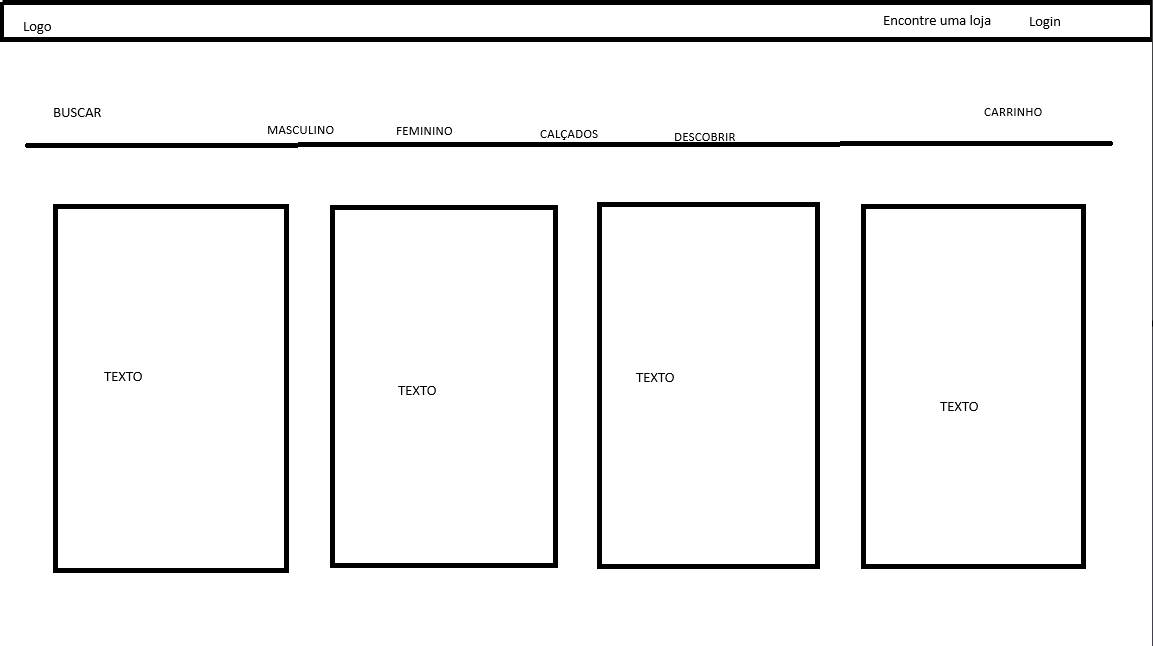 Logo
Encontre uma loja
Login
BUSCAR
CARRINHO
MASCULINO
FEMININO
CALÇADOS
DESCOBRIR
TEXTO
TEXTO
TEXTO
TEXTO